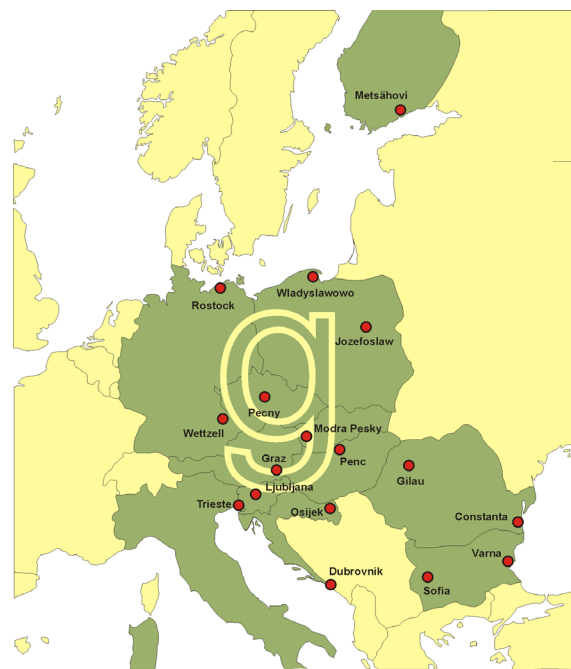 Metsähovi
Wladyslawowo
Rostock
Jozefoslaw
g
Pecny
Wettzell
Modra Pesky
Graz
Penc
Gilau
Ljubljana
Trieste
Osijek
Constanta
Varna
Dubrovnik
Sofia